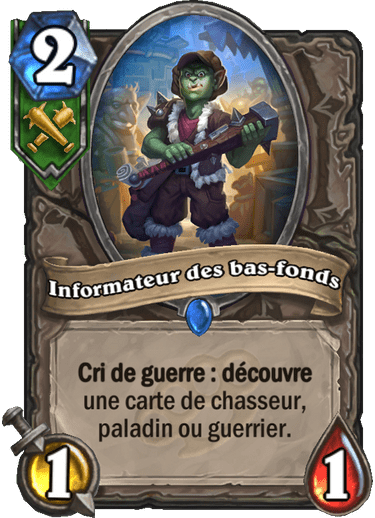 2
Informateur des bas-fonds
Cri de guerre : découvre
une carte de chasseur,
paladin ou guerrier.
1
1